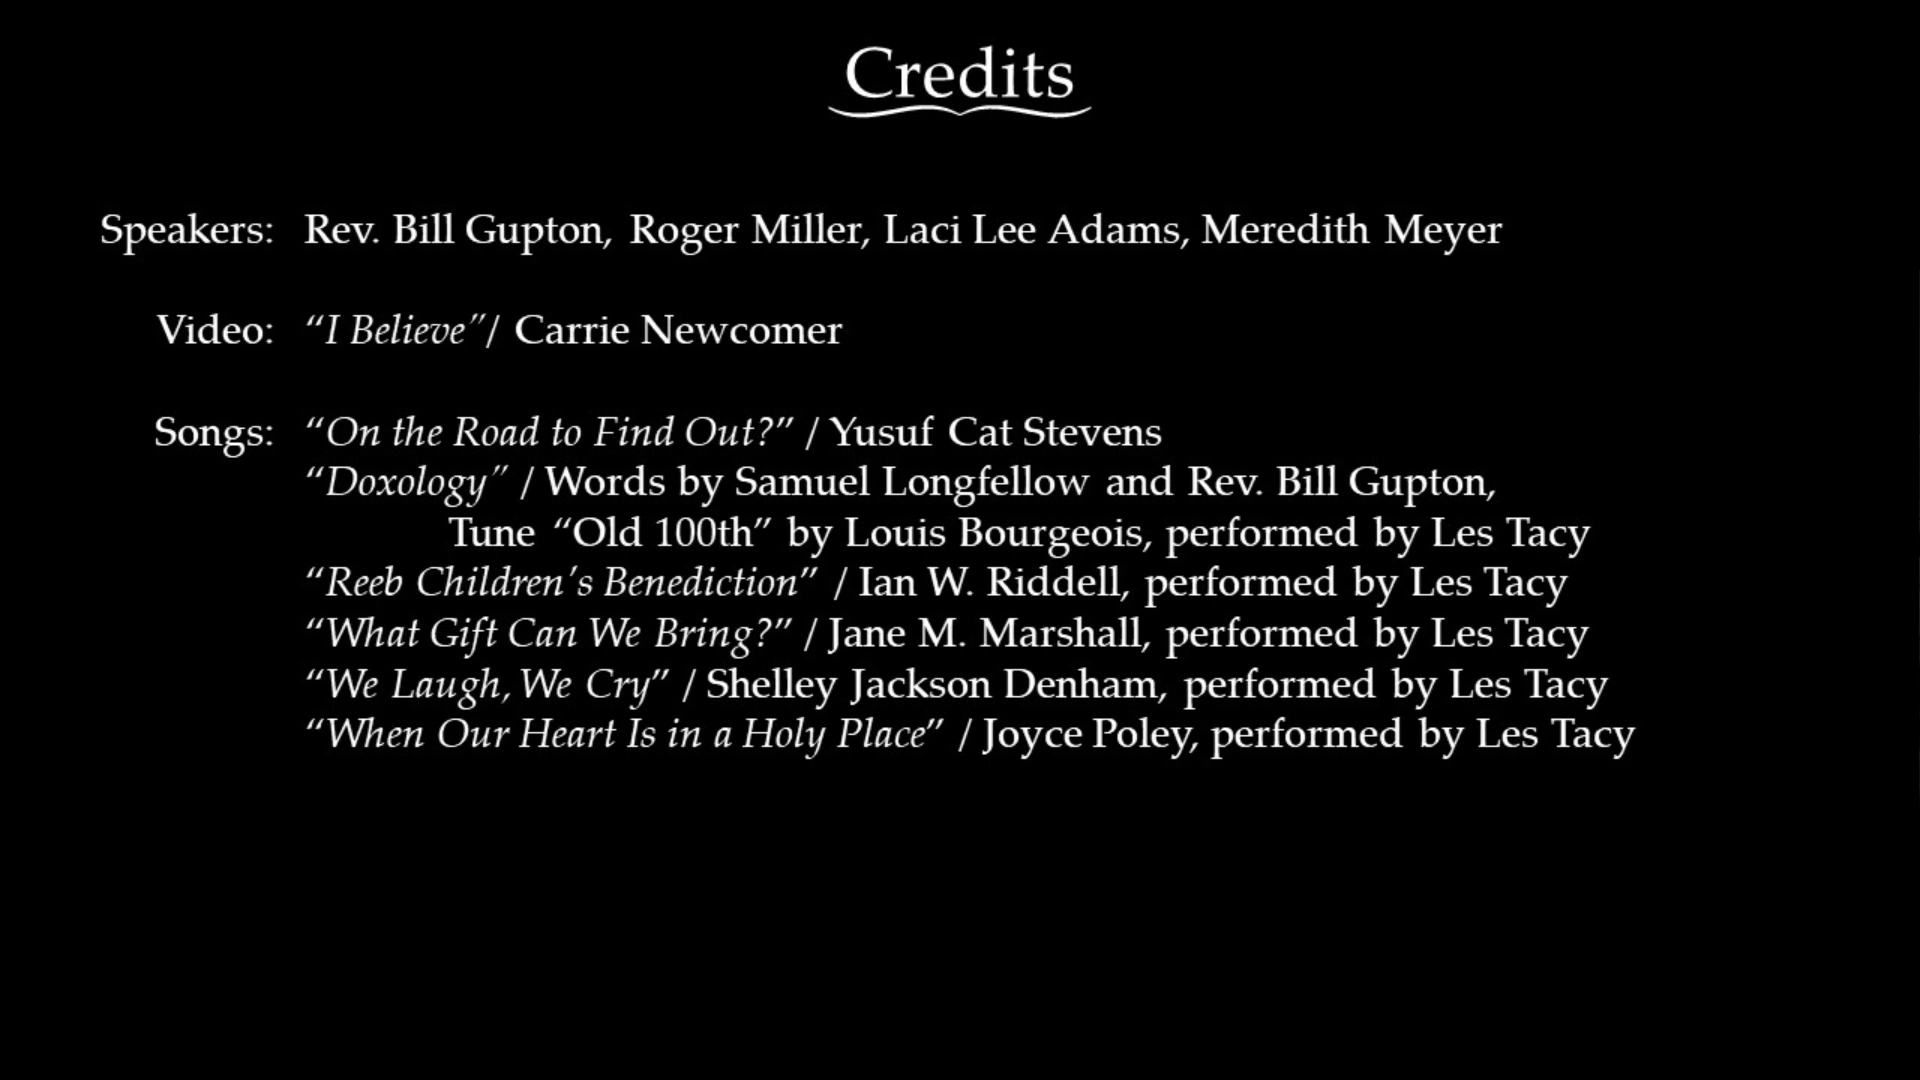 Credits
Speakers: Rev. Bill Gupton, Roger Miller, Laci Lee Adams, Meredith Meyer
Video: “I Believe”/ Carrie Newcomer
Songs: “On the Road to Find Out?” / Yusuf Cat Stevens
“Doxology” / Words by Samuel Longfellow and Rev. Bill Gupton,
Tune “Old 100th” by Louis Bourgeois, performed by Les Tacy
“Reeb Children’s Benediction” / Ian W. Riddell, performed by Les Tacy
“What Gift Can We Bring?” / Jane M. Marshall, performed by Les Tacy
“We Laugh, We Cry” / Shelley Jackson Denham, performed by Les Tacy
“When Our Heart Is in a Holy Place” / Joyce Poley, performed by Les Tacy